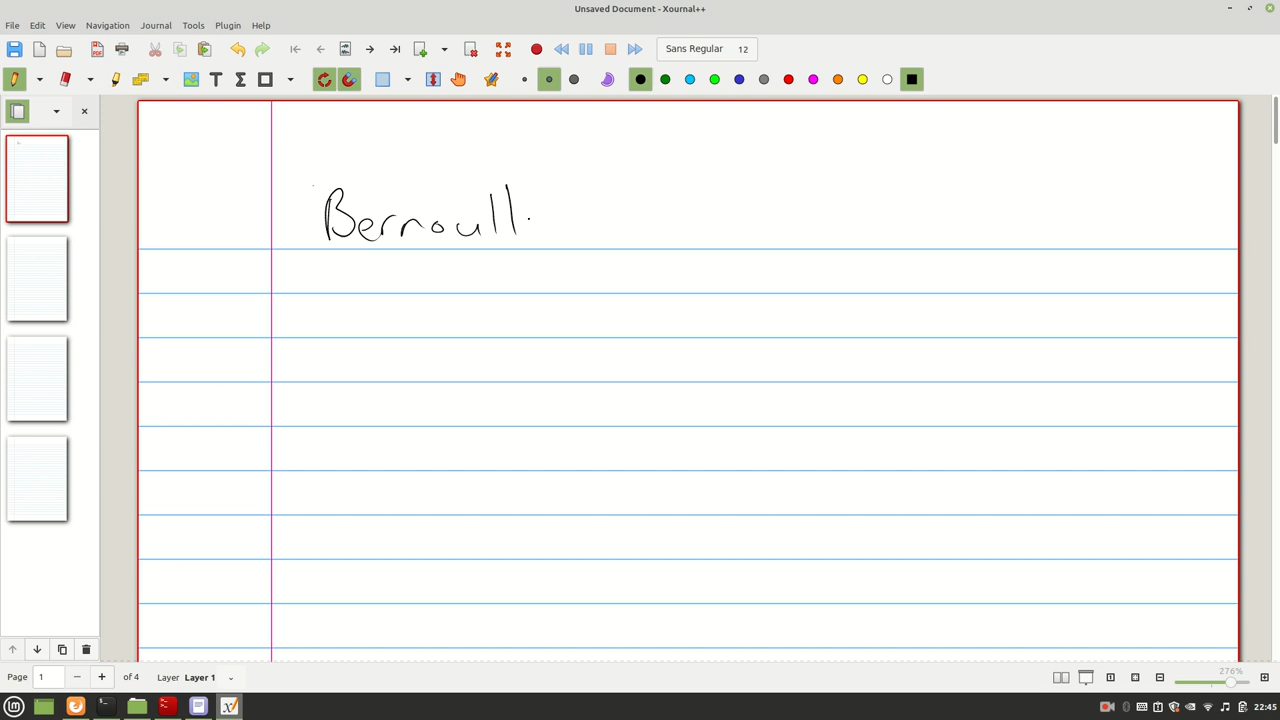 Unsaved Document - Xournal++
File Edit View Navigation Journal Tools Plugin Help
Sans Regular 12
Bernoull
Page 1 of 4 Layer Layer 1
276%
22:45